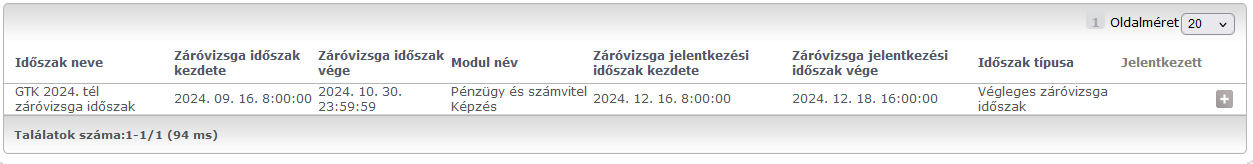 1 Oldalméret 20
Időszak neve Záróvizsga időszak kezdete Záróvizsga időszak vége Modul név Záróvizsga jelentkezési időszak kezdete Záróvizsga jelentkezési időszak vége Időszak típusa Jelentkezett
GTK 2024. tél záróvizsga időszak 2024. 09. 16. 8:00:00 2024. 10. 30. 23:59:59 Pénzügy és számvitel Képzés 2024. 12. 16. 8:00:00 2024. 12. 18. 16:00:00 Végleges záróvizsga időszak
Találatok száma:1-1/1 (94 ms)